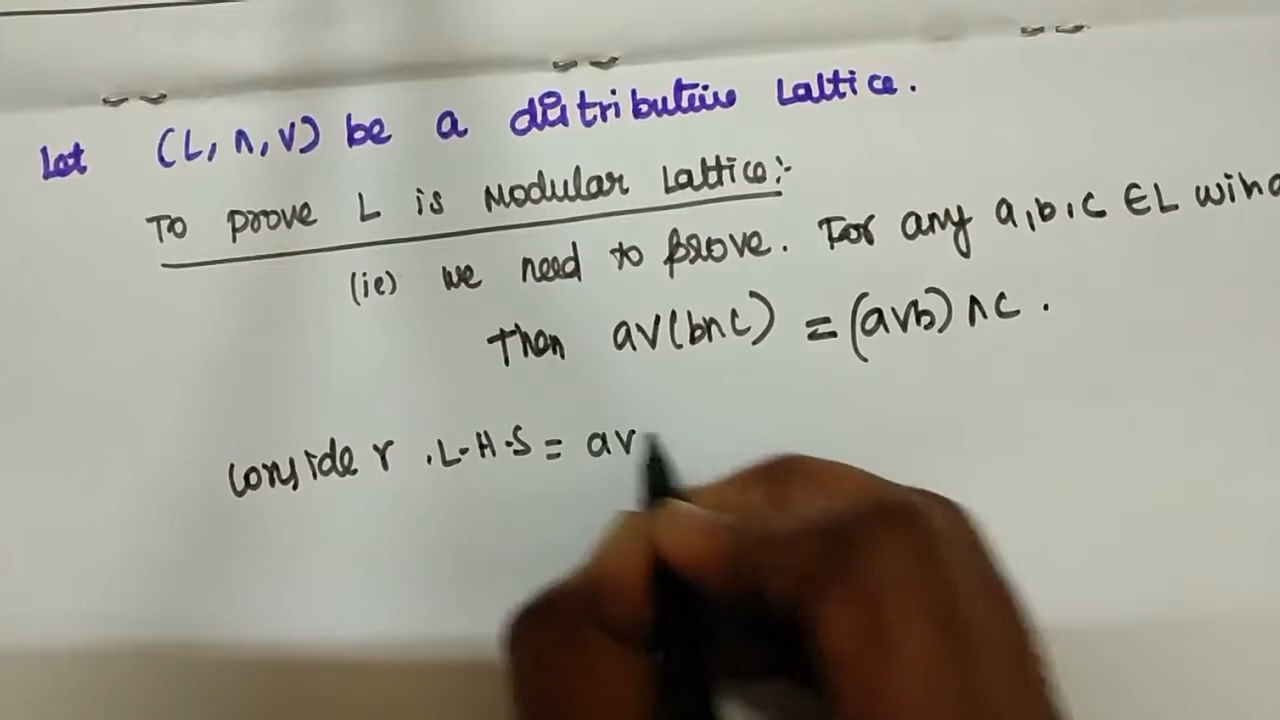 Let (L, ∧, ∨) be a distributive Lattice.
To prove L is Modular Lattice:-
(ie) we need to prove. For any a, b, c ∈ L
Then a∨(b∧c) = (a∨b)∧c.
Consider . L-H-S = a∨